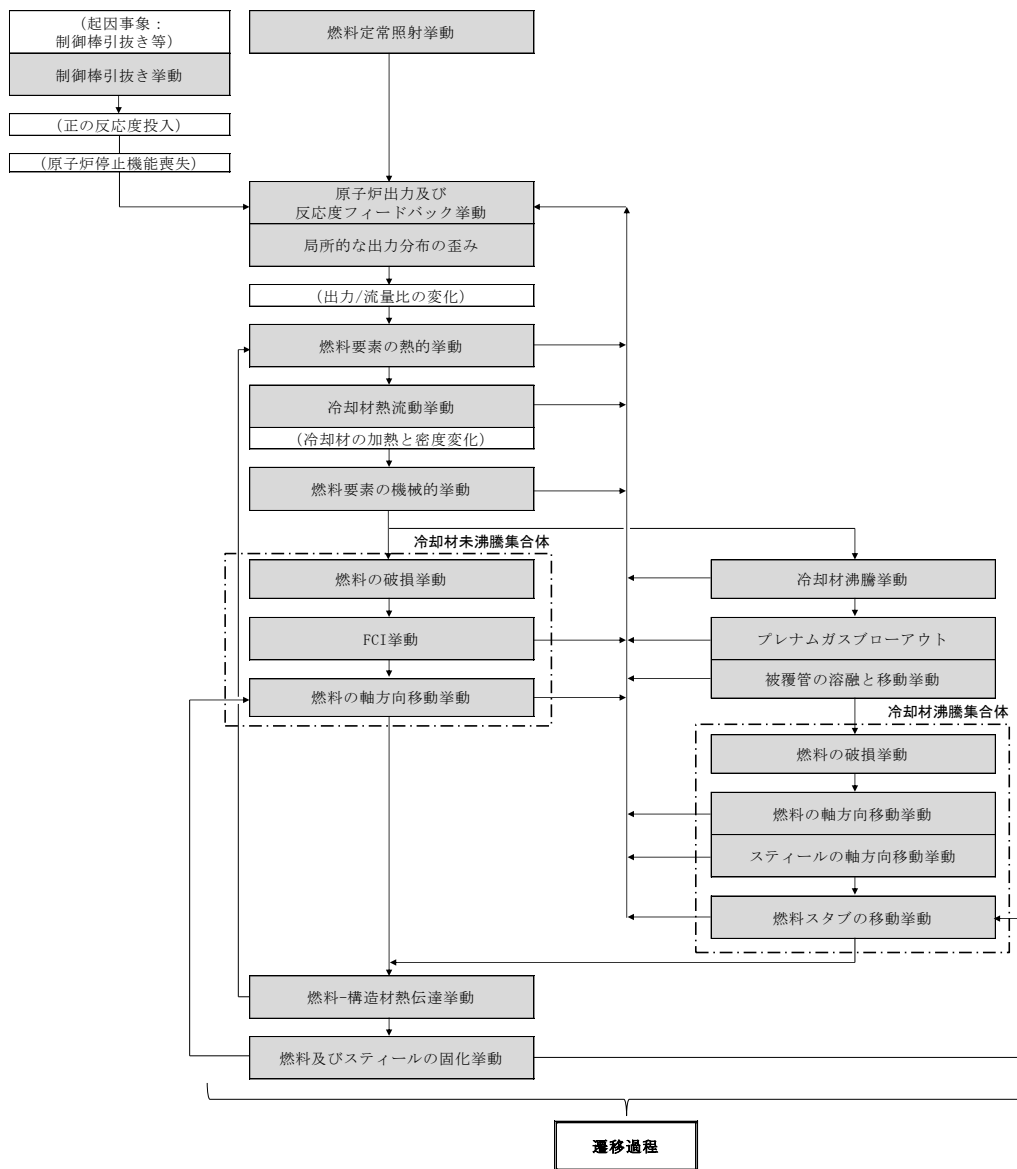 (起因事象：
制御棒引抜き等)
制御棒引抜き挙動
(正の反応度投入)
(原子炉停止機能喪失)
燃料定常照射挙動
原子炉出力及び
反応度フィードバック挙動
局所的な出力分布の歪み
(出力/流量比の変化)
燃料要素の熱的挙動
冷却材熱流動挙動
(冷却材の加熱と密度変化)
燃料要素の機械的挙動
冷却材未沸騰集合体
燃料の破損挙動
FCI挙動
燃料の軸方向移動挙動
冷却材沸騰挙動
プレナムガスブローアウト
被覆管の溶融と移動挙動
冷却材沸騰集合体
燃料の破損挙動
燃料の軸方向移動挙動
スティールの軸方向移動挙動
燃料スタブの移動挙動
燃料-構造材熱伝達挙動
燃料及びスティールの固化挙動
遷移過程